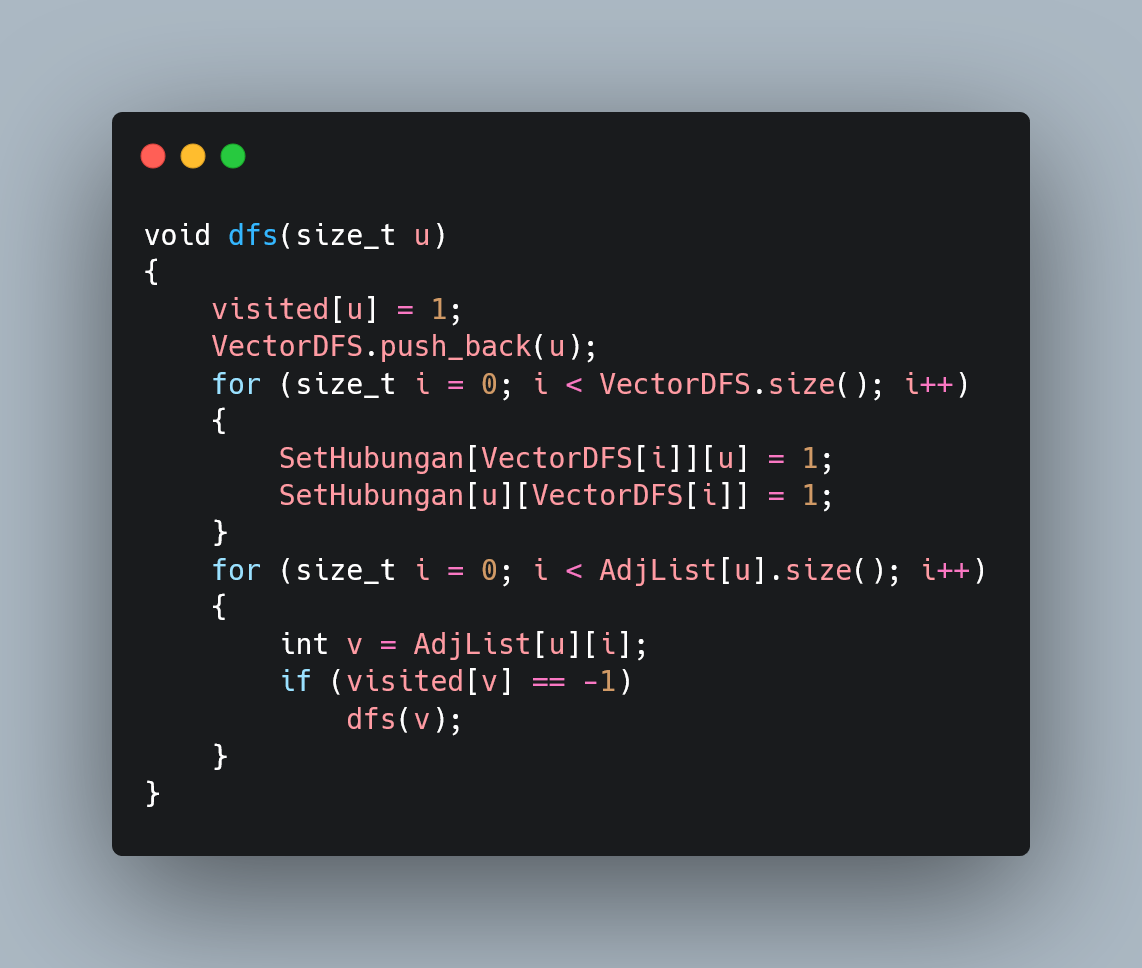 void dfs(size_t u)
{
    visited[u] = 1;
    VectorDFS.push_back(u);
    for (size_t i = 0; i < VectorDFS.size(); i++)
    {
        SetHubungan[VectorDFS[i]][u] = 1;
        SetHubungan[u][VectorDFS[i]] = 1;
    }
    for (size_t i = 0; i < AdjList[u].size(); i++)
    {
        int v = AdjList[u][i];
        if (visited[v] == -1)
            dfs(v);
    }
}